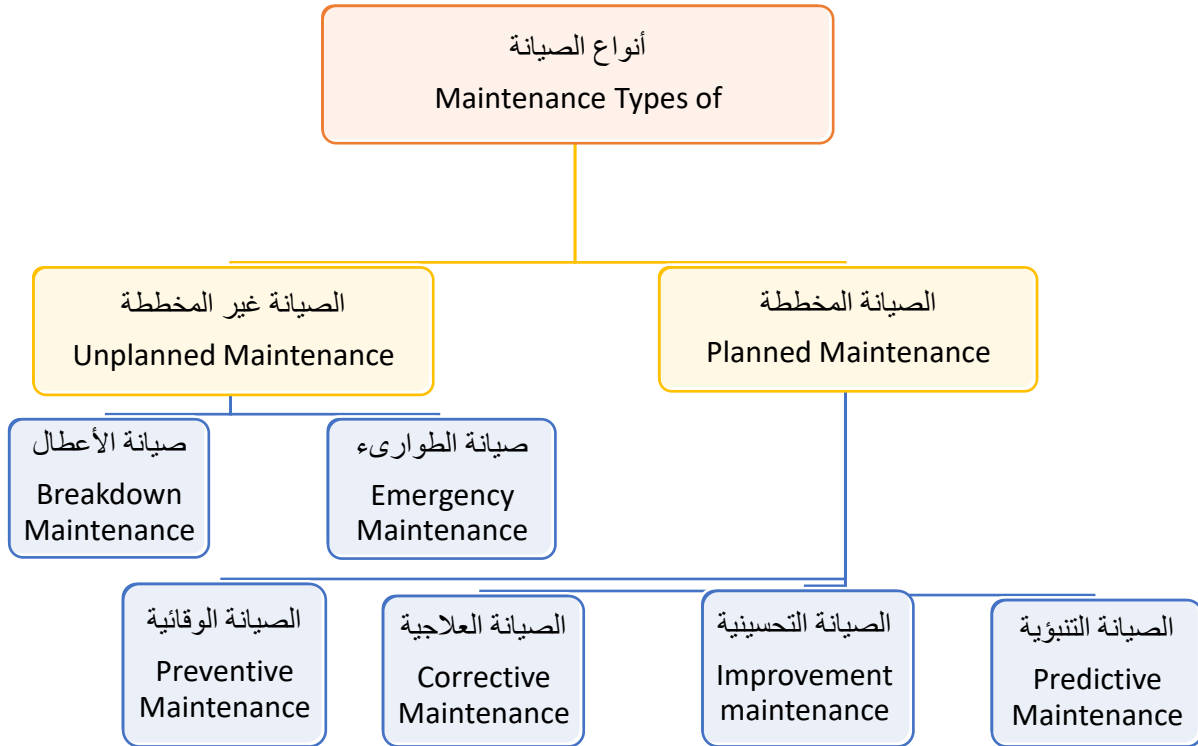 أنواع الصيانة
Maintenance Types of
الصيانة غير المخططة
Unplanned Maintenance
الصيانة المخططة
Planned Maintenance
صيانة الأعطال
Breakdown
Maintenance
صيانة الطوارىء
Emergency
Maintenance
الصيانة الوقائية
Preventive
Maintenance
الصيانة العلاجية
Corrective
Maintenance
الصيانة التحسينية
Improvement
maintenance
الصيانة التنبؤية
Predictive
Maintenance